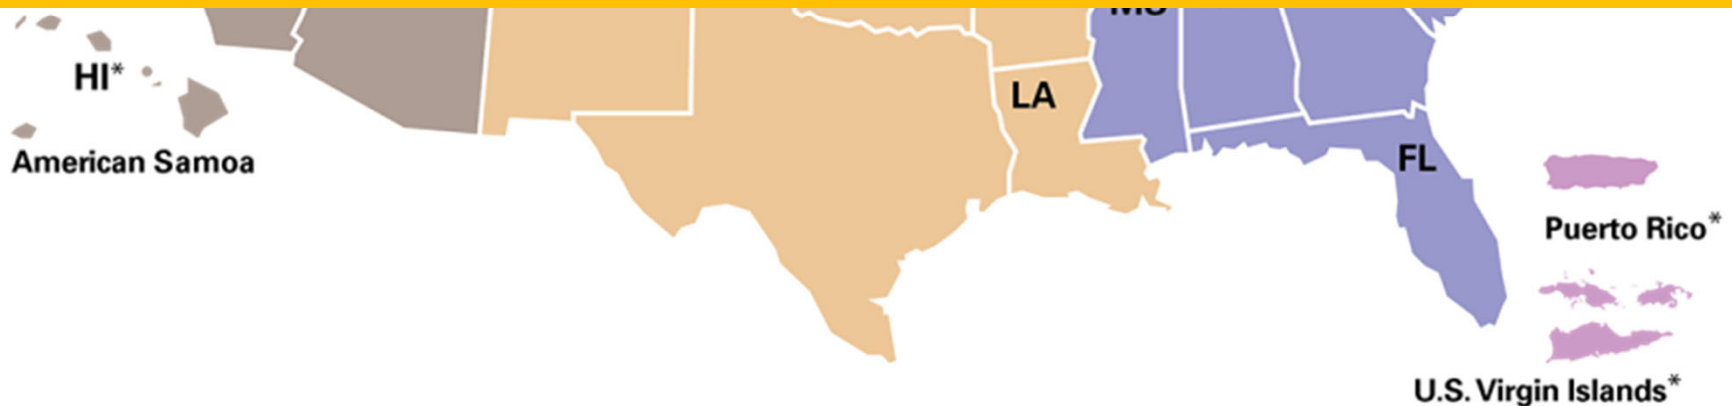 HI*
LA
American Samoa
FL
Puerto Rico*
U.S. Virgin Islands*